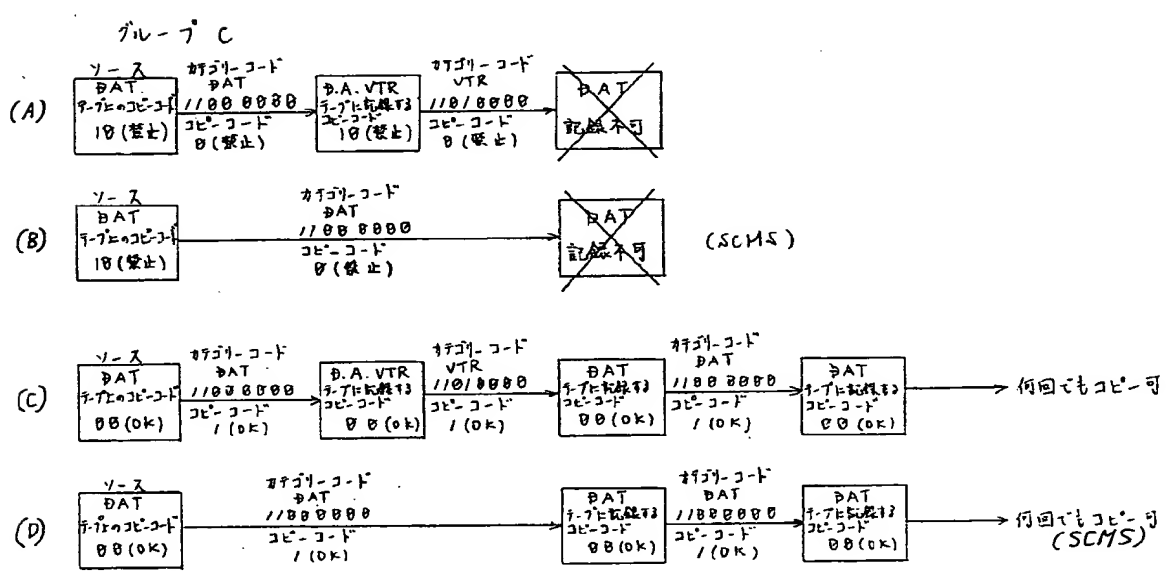 グループ C
(A)
ソース
DAT
テープ上のコピーコード
10(禁止)
カテゴリーコード
DAT
11000000
コピーコード
0(禁止)
D.A.VTR
テープに記録する
コピーコード
10(禁止)
カテゴリーコード
VTR
11010000
コピーコード
0(禁止)
DAT
記録不可
(B)
ソース
DAT
テープ上のコピーコード
10(禁止)
カテゴリーコード
DAT
11000000
コピーコード
0(禁止)
DAT
記録不可
(SCMS)
(C)
ソース
DAT
テープ上のコピーコード
00(OK)
カテゴリーコード
DAT
11000000
コピーコード
1(OK)
D.A.VTR
テープに記録する
コピーコード
00(OK)
カテゴリーコード
VTR
11010000
コピーコード
1(OK)
DAT
テープに記録する
コピーコード
00(OK)
カテゴリーコード
DAT
11000000
コピーコード
1(OK)
DAT
テープに記録する
コピーコード
00(OK)
何回でもコピー可
(D)
ソース
DAT
テープ上のコピーコード
00(OK)
カテゴリーコード
DAT
11000000
コピーコード
1(OK)
DAT
テープに記録する
コピーコード
00(OK)
カテゴリーコード
DAT
11000000
コピーコード
1(OK)
DAT
テープに記録する
コピーコード
00(OK)
何回でもコピー可
(SCMS)